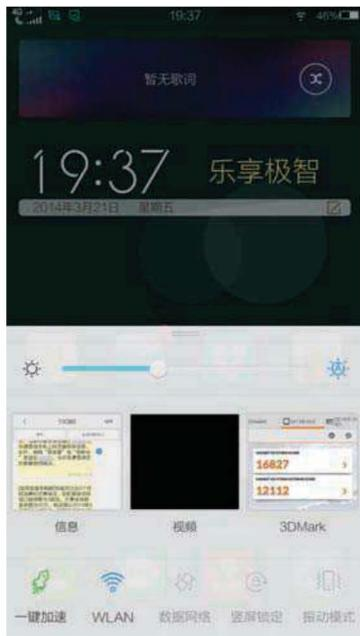 4G 19:37 46%
暂无歌词
19:37 乐享极智
2014年3月21日 星期五
信息 视频 3DMark
16827
12112
一键加速 WLAN 数据网络 竖屏锁定 振动模式